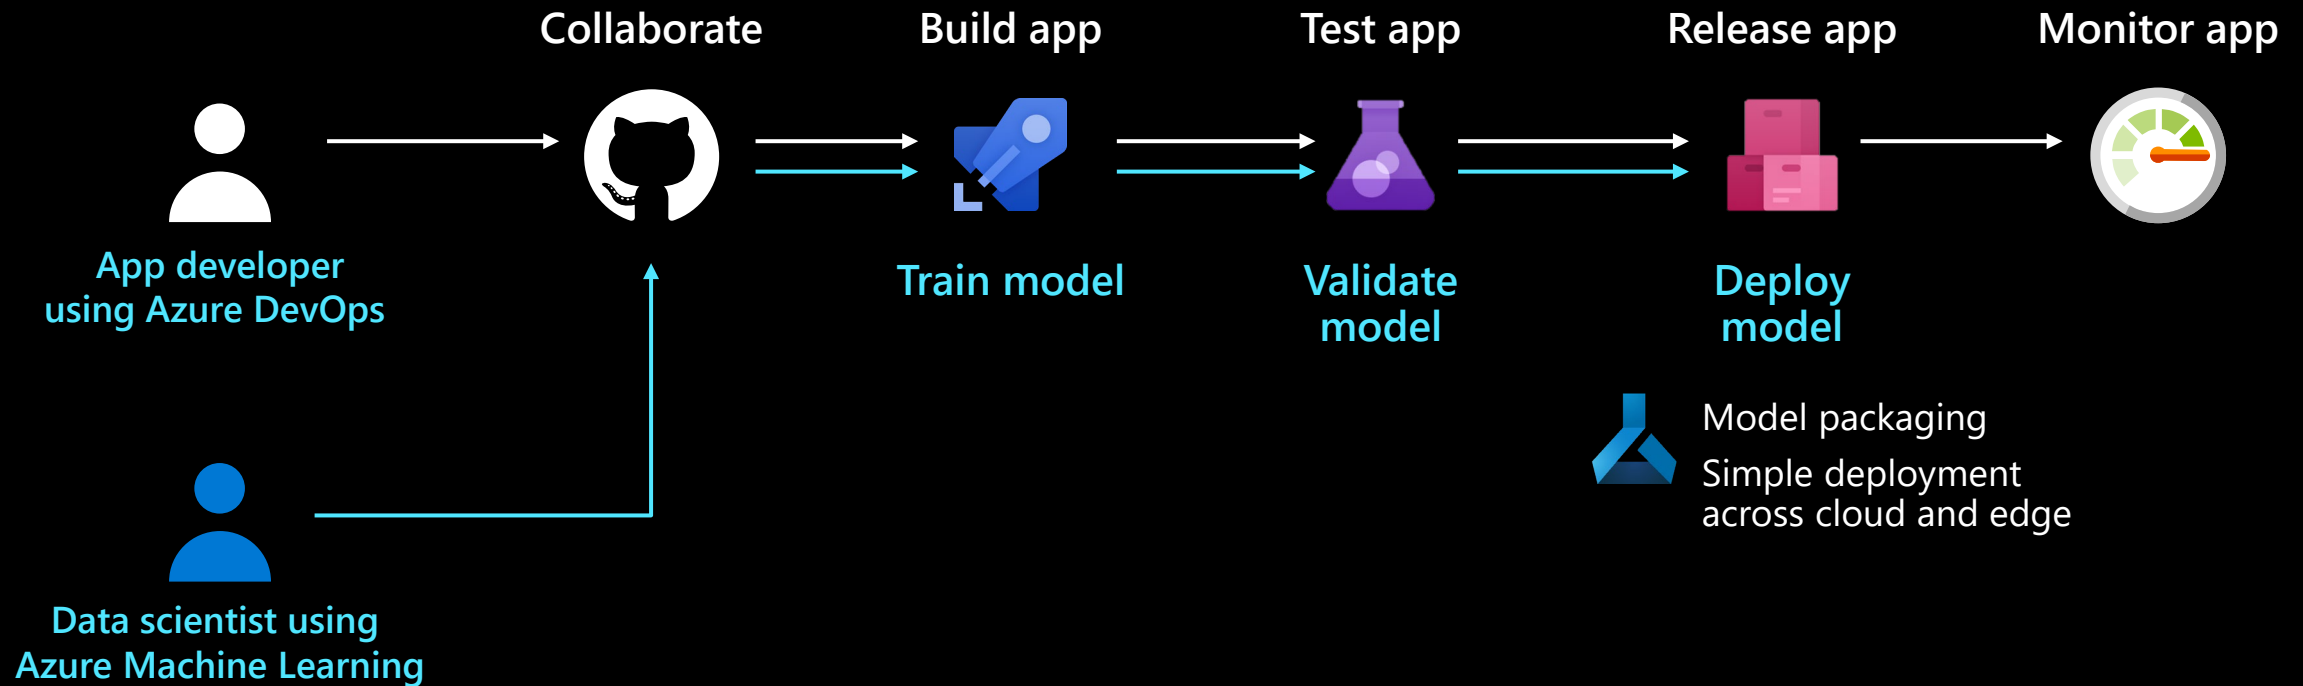 Collaborate
Build app
Test app
Release app
Monitor app
App developer
using Azure DevOps
Train model
Validate
model
Deploy
model
Model packaging
Simple deployment
across cloud and edge
Data scientist using
Azure Machine Learning